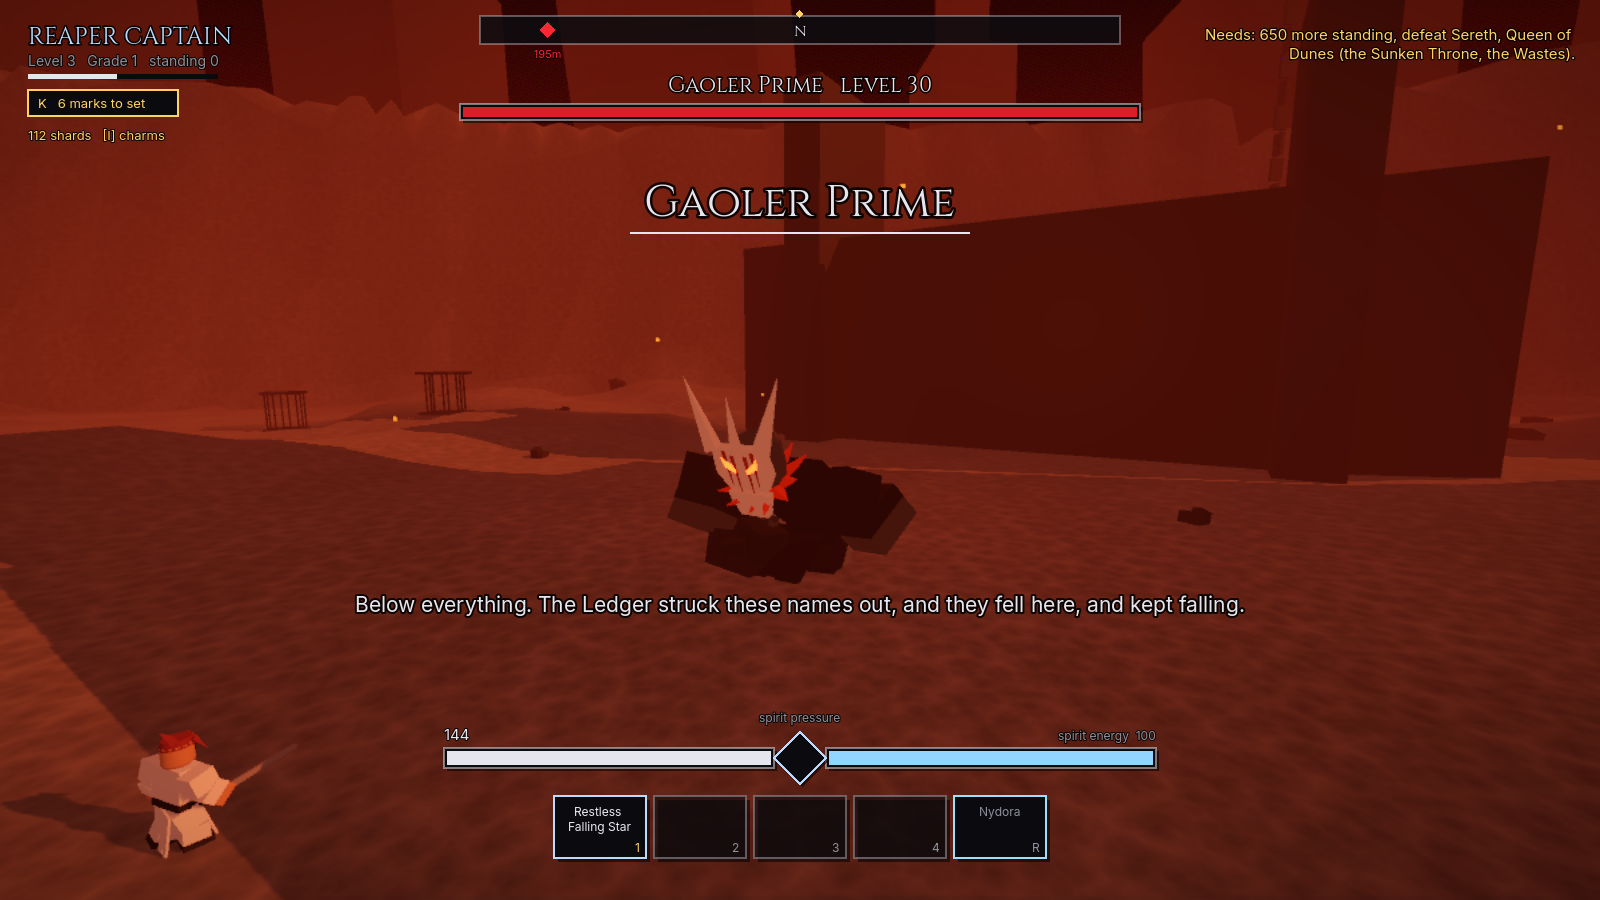 REAPER CAPTAIN
Level 3 Grade 1 standing 0
K 6 marks to set
112 shards [I] charms
N
195m
GAOLER PRIME LEVEL 30
Needs: 650 more standing, defeat Sereth, Queen of
Dunes (the Sunken Throne, the Wastes).
GAOLER PRIME
Below everything. The Ledger struck these names out, and they fell here, and kept falling.
spirit pressure
144
spirit energy 100
Restless
Falling Star
1
2
3
4
Nydora
R